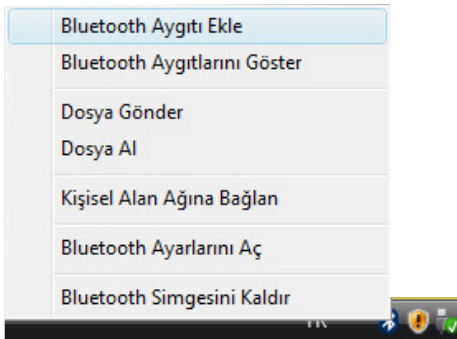 Bluetooth Aygıtı Ekle
Bluetooth Aygıtlarını Göster
Dosya Gönder
Dosya Al
Kişisel Alan Ağına Bağlan
Bluetooth Ayarlarını Aç
Bluetooth Simgesini Kaldır